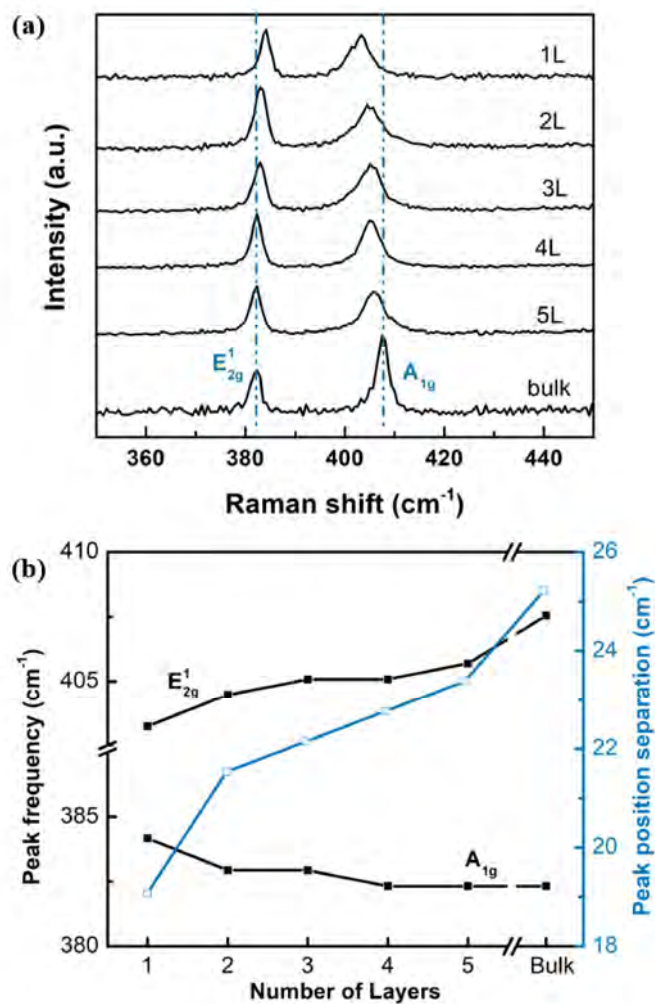 (a)
1L
2L
3L
4L
5L
bulk
E¹₂g
A₁g
Intensity (a.u.)
360 380 400 420 440
Raman shift (cm⁻¹)
(b)
410
405
385
380
Peak frequency (cm⁻¹)
E¹₂g
A₁g
26
24
22
20
18
Peak position separation (cm⁻¹)
1 2 3 4 5 Bulk
Number of Layers